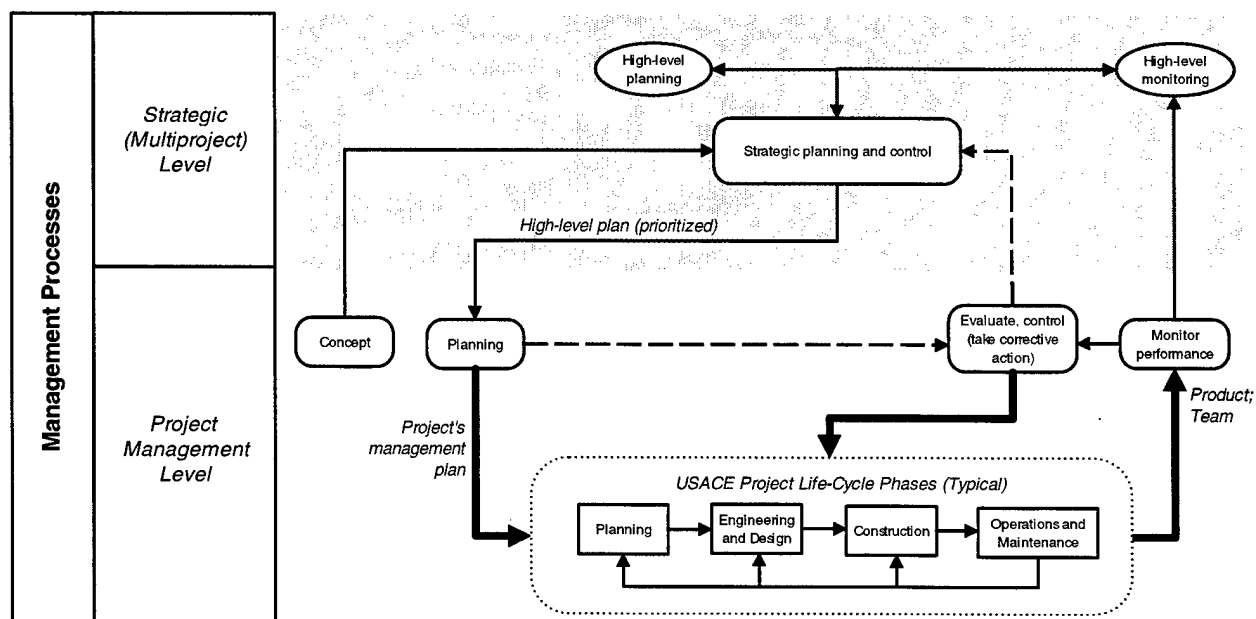 Management Processes
Strategic
(Multiproject)
Level
Project
Management
Level
High-level
planning
High-level
monitoring
Strategic planning and control
High-level plan (prioritized)
Concept
Planning
Evaluate, control
(take corrective
action)
Monitor
performance
Project's
management
plan
Product;
Team
USACE Project Life-Cycle Phases (Typical)
Planning
Engineering
and Design
Construction
Operations and
Maintenance